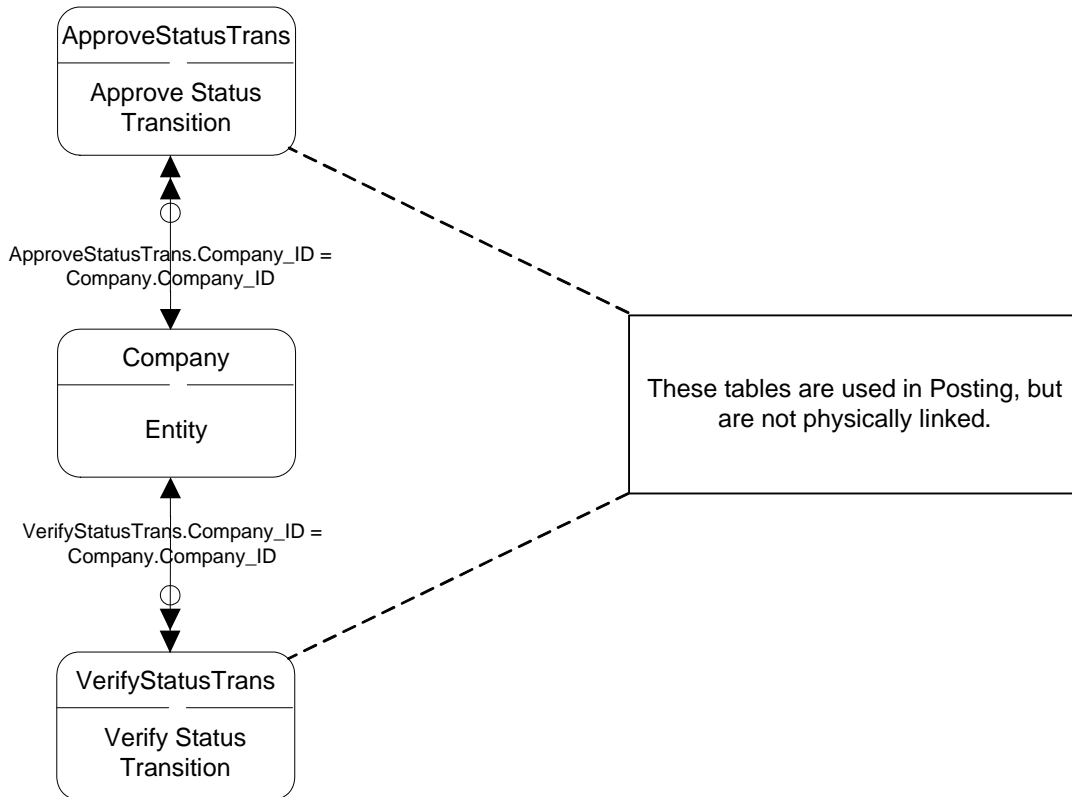 ApproveStatusTrans
Approve Status
Transition
ApproveStatusTrans.Company_ID =
Company.Company_ID
Company
Entity
These tables are used in Posting, but
are not physically linked.
VerifyStatusTrans.Company_ID =
Company.Company_ID
VerifyStatusTrans
Verify Status
Transition